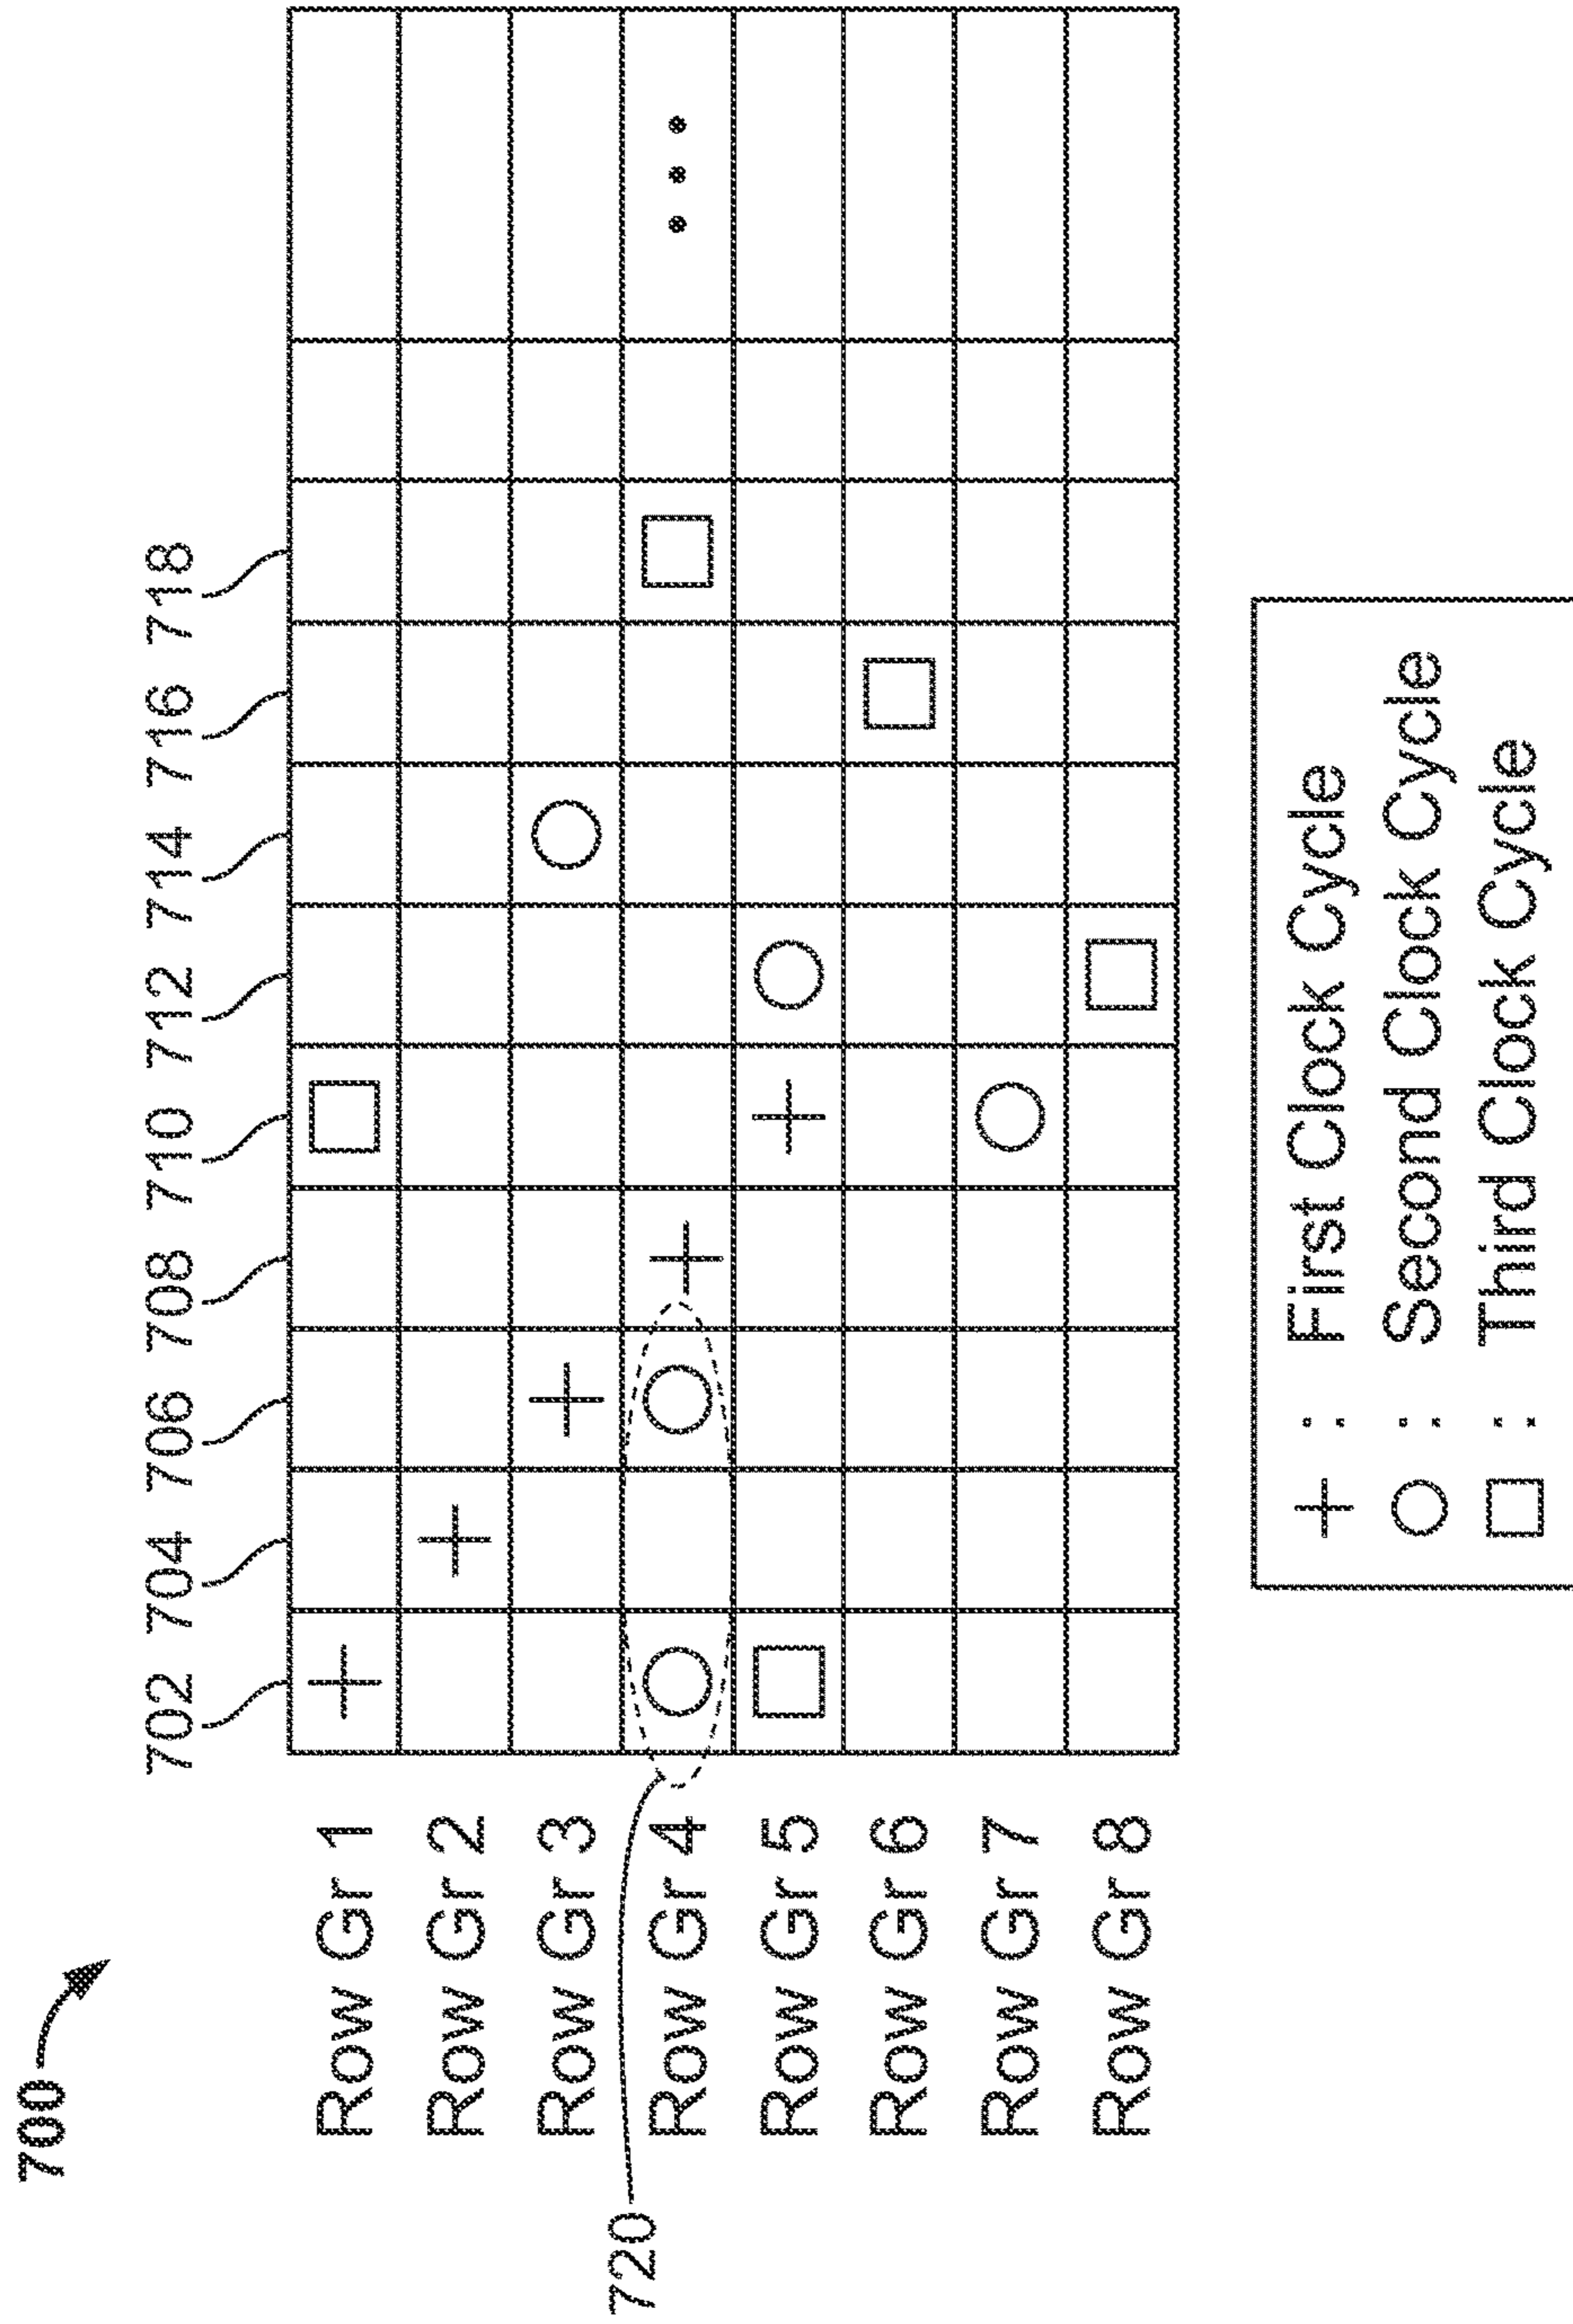 700
702 704 706 708 710 712 714 716 718
Row Gr 1
Row Gr 2
Row Gr 3
Row Gr 4
Row Gr 5
Row Gr 6
Row Gr 7
Row Gr 8
720
+ : First Clock Cycle
○ : Second Clock Cycle
□ : Third Clock Cycle